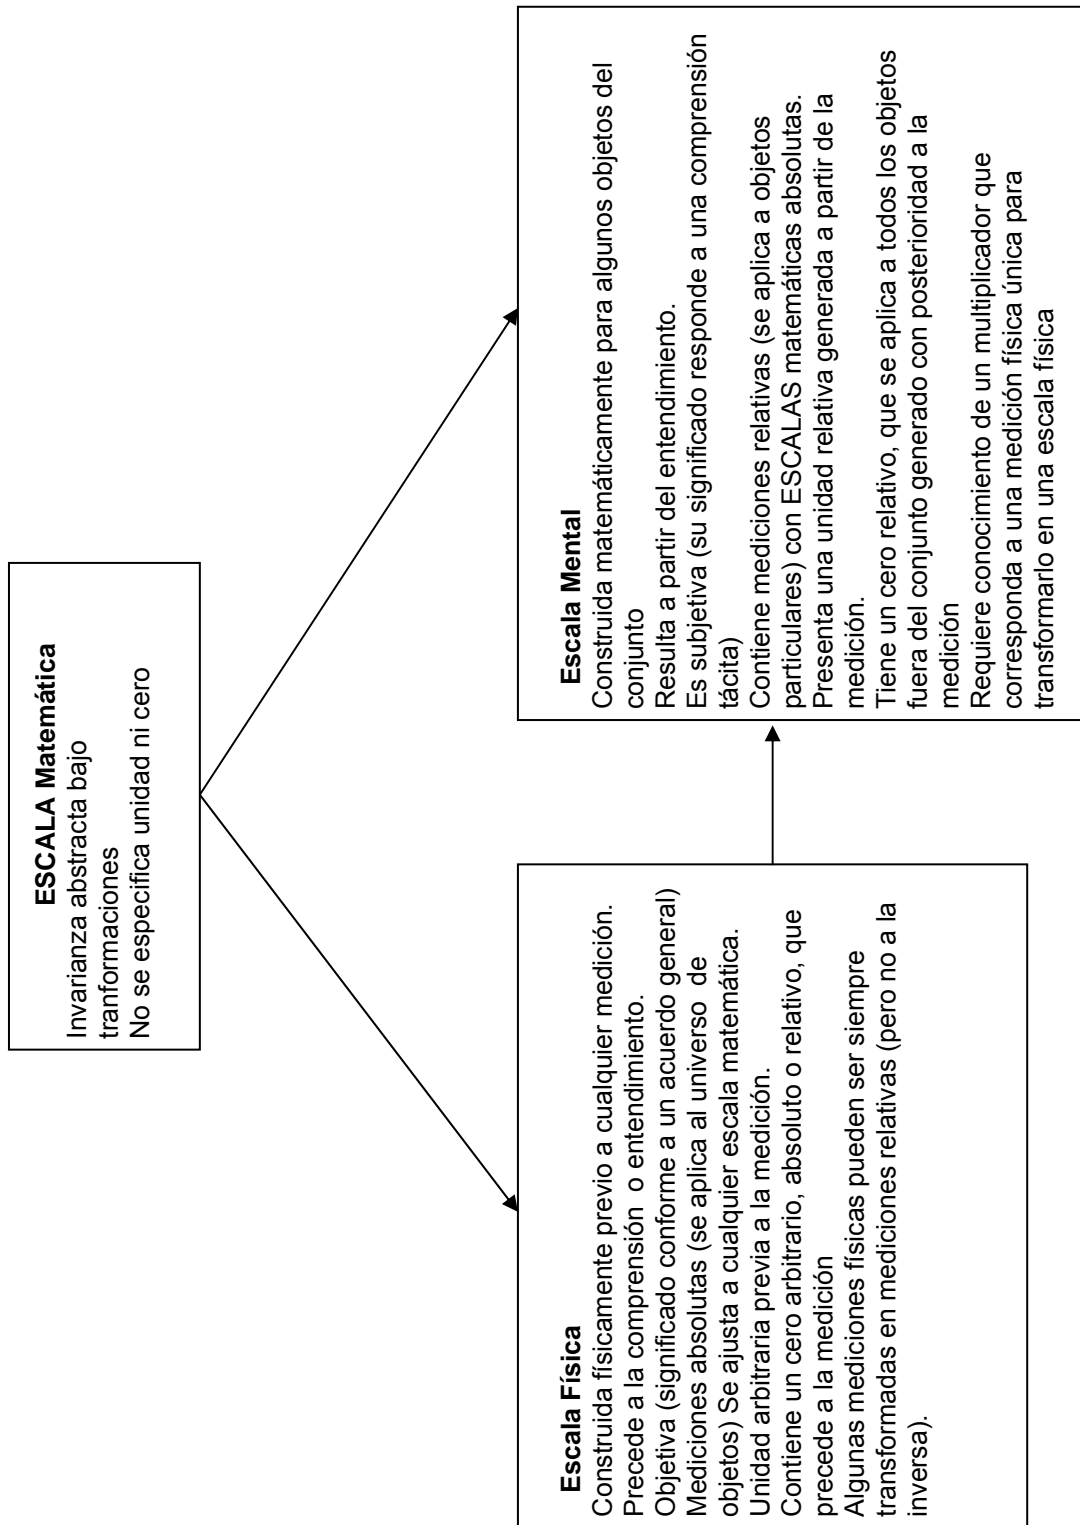 ESCALA Matemática
Invarianza abstracta bajo
tranformaciones
No se especifica unidad ni cero
Escala Física
Construida físicamente previo a cualquier medición.
Precede a la comprensión o entendimiento.
Objetiva (significado conforme a un acuerdo general)
Mediciones absolutas (se aplica al universo de
objetos) Se ajusta a cualquier escala matemática.
Unidad arbitraria previa a la medición.
Contiene un cero arbitrario, absoluto o relativo, que
precede a la medición
Algunas mediciones físicas pueden ser siempre
transformadas en mediciones relativas (pero no a la
inversa).
Escala Mental
Construida matemáticamente para algunos objetos del
conjunto
Resulta a partir del entendimiento.
Es subjetiva (su significado responde a una comprensión
tácita)
Contiene mediciones relativas (se aplica a objetos
particulares) con ESCALAS matemáticas absolutas.
Presenta una unidad relativa generada a partir de la
medición.
Tiene un cero relativo, que se aplica a todos los objetos
fuera del conjunto generado con posterioridad a la
medición
Requiere conocimiento de un multiplicador que
corresponda a una medición física única para
transformarlo en una escala física